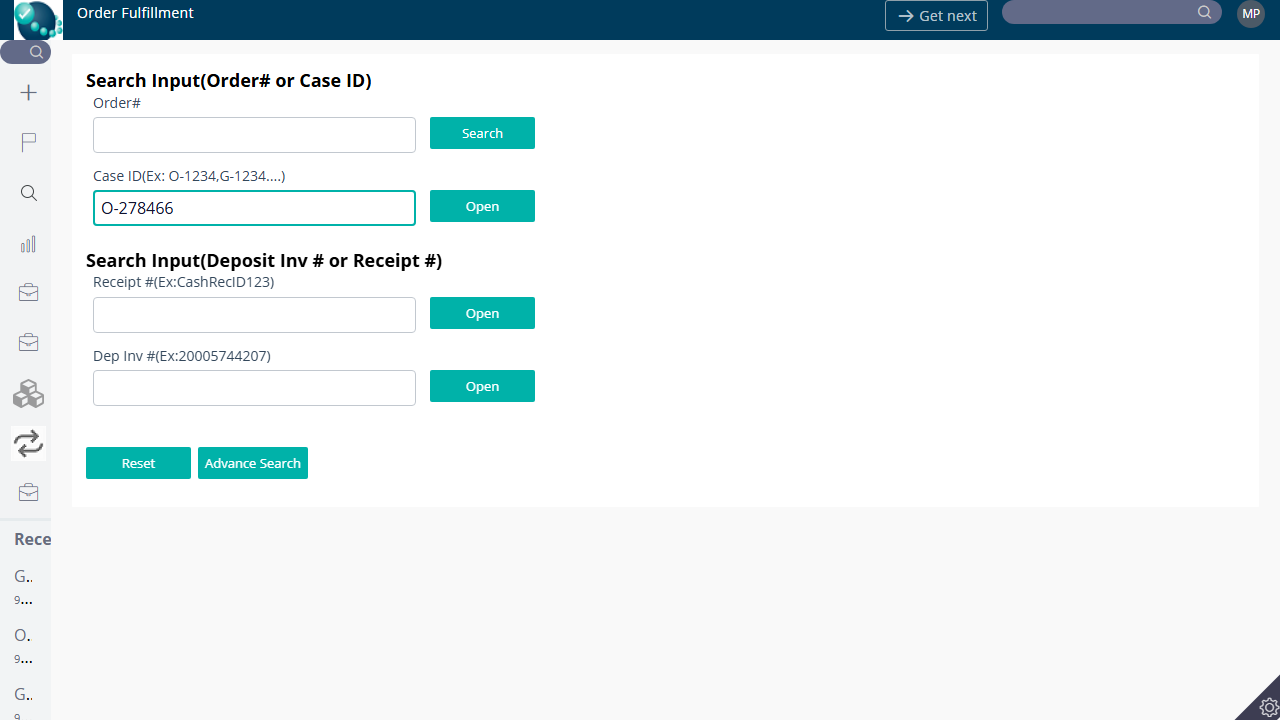 Order Fulfillment
Get next
MP
Search Input(Order# or Case ID)
Order#
Search
Case ID(Ex: O-1234,G-1234....)
O-278466
Open
Search Input(Deposit Inv # or Receipt #)
Receipt #(Ex:CashRecID123)
Open
Dep Inv #(Ex:20005744207)
Open
Reset
Advance Search
Rece
G..
9...
O.
9...
G..
9